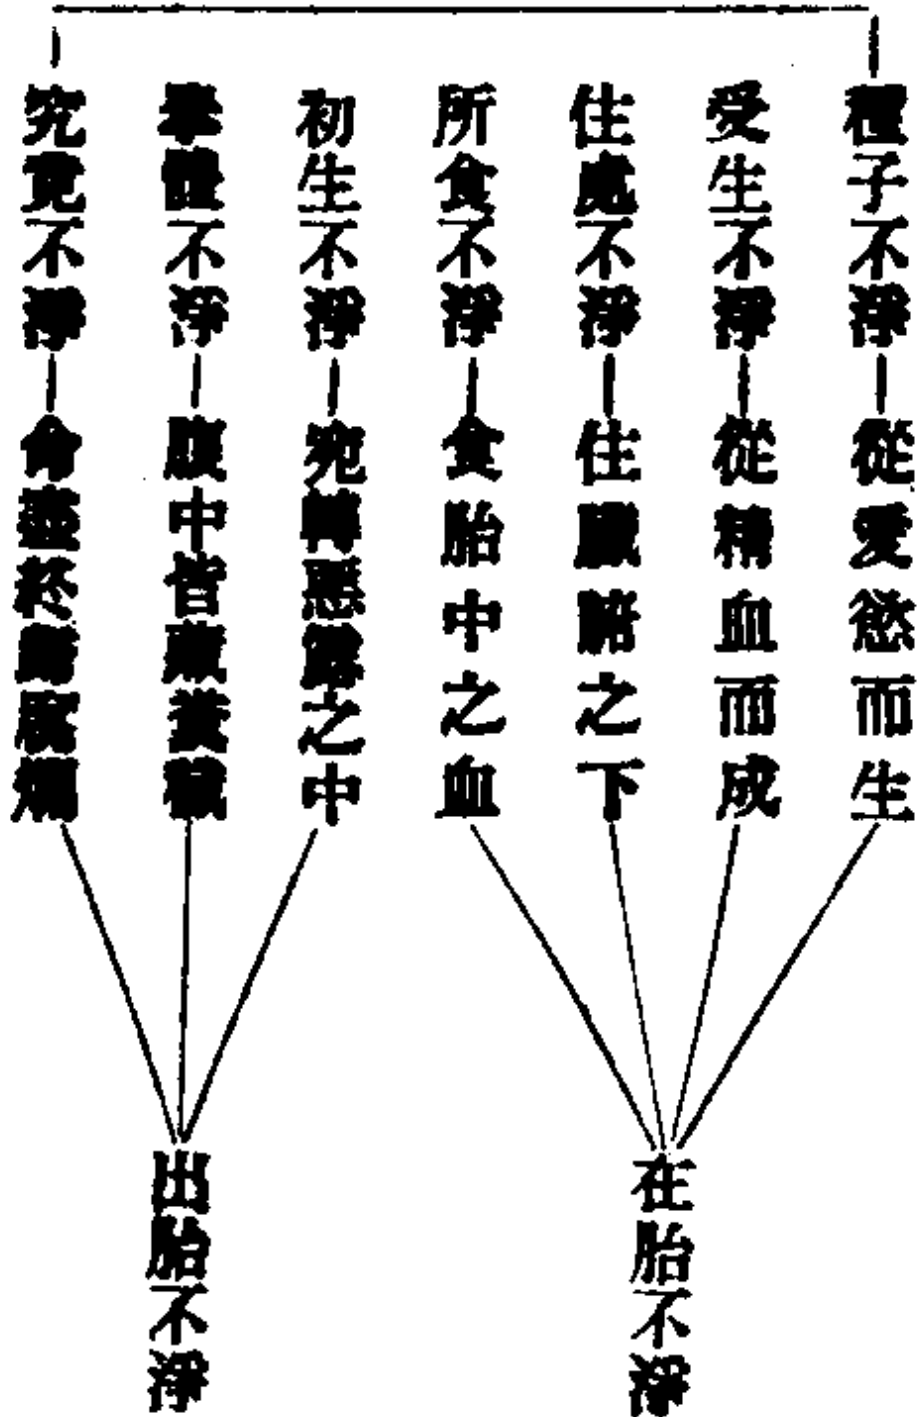 種子不淨
從愛慾而生
受生不淨
從精血而成
住處不淨
住臟腑之下
所食不淨
食胎中之血
初生不淨
宛轉惡露之中
舉體不淨
腹中皆藏糞穢
究竟不淨
命盡胮腐爛
在胎不淨
出胎不淨